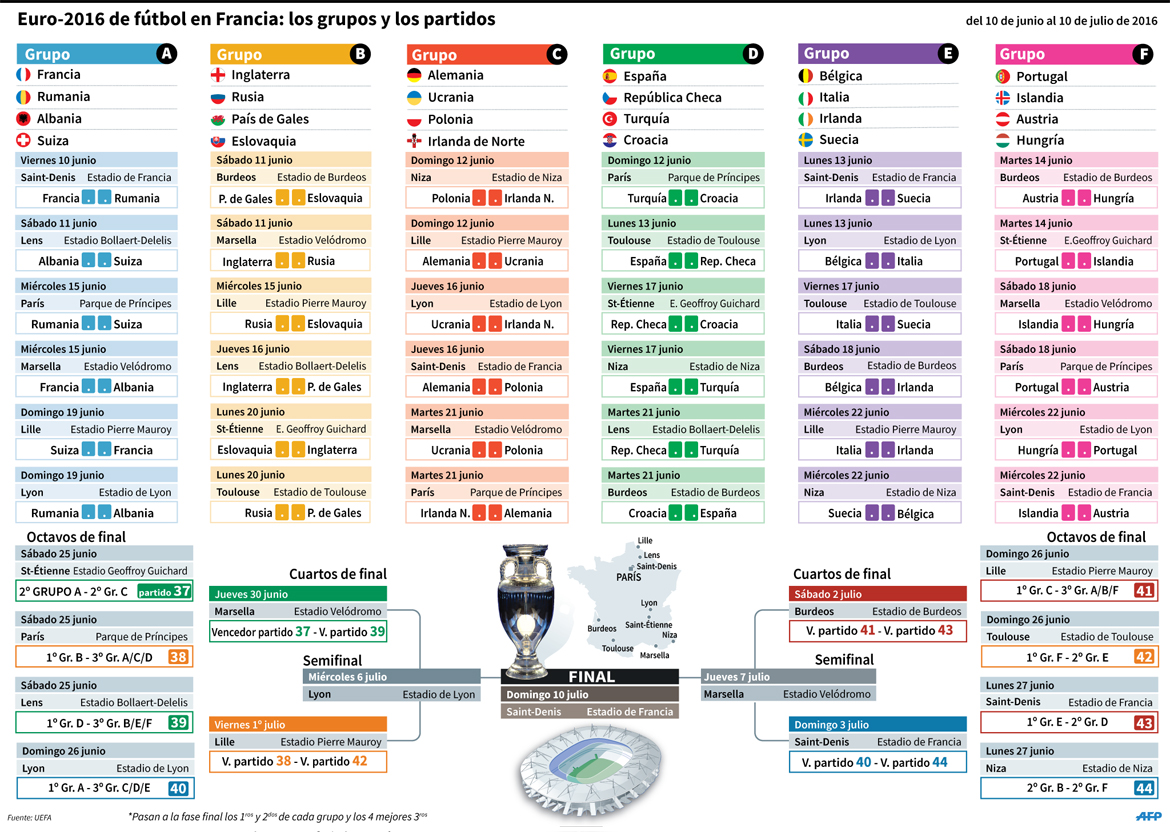 Euro-2016 de fútbol en Francia: los grupos y los partidos
del 10 de junio al 10 de julio de 2016
Grupo A
Francia
Rumania
Albania
Suiza
Viernes 10 junio
Saint-Denis Estadio de Francia
Francia . . Rumania
Sábado 11 junio
Lens Estadio Bollaert-Delelis
Albania . . Suiza
Miércoles 15 junio
París Parque de Príncipes
Rumania . . Suiza
Miércoles 15 junio
Marsella Estadio Velódromo
Francia . . Albania
Domingo 19 junio
Lille Estadio Pierre Mauroy
Suiza . . Francia
Domingo 19 junio
Lyon Estadio de Lyon
Rumania . . Albania
Grupo B
Inglaterra
Rusia
País de Gales
Eslovaquia
Sábado 11 junio
Burdeos Estadio de Burdeos
P. de Gales . . Eslovaquia
Sábado 11 junio
Marsella Estadio Velódromo
Inglaterra . . Rusia
Miércoles 15 junio
Lille Estadio Pierre Mauroy
Rusia . . Eslovaquia
Jueves 16 junio
Lens Estadio Bollaert-Delelis
Inglaterra . . P. de Gales
Lunes 20 junio
St-Étienne E. Geoffroy Guichard
Eslovaquia . . Inglaterra
Lunes 20 junio
Toulouse Estadio de Toulouse
Rusia . . P. de Gales
Grupo C
Alemania
Ucrania
Polonia
Irlanda de Norte
Domingo 12 junio
Niza Estadio de Niza
Polonia . . Irlanda N.
Domingo 12 junio
Lille Estadio Pierre Mauroy
Alemania . . Ucrania
Jueves 16 junio
Lyon Estadio de Lyon
Ucrania . . Irlanda N.
Jueves 16 junio
Saint-Denis Estadio de Francia
Alemania . . Polonia
Martes 21 junio
Marsella Estadio Velódromo
Ucrania . . Polonia
Martes 21 junio
París Parque de Príncipes
Irlanda N. . . Alemania
Grupo D
España
República Checa
Turquía
Croacia
Domingo 12 junio
París Parque de Príncipes
Turquía . . Croacia
Lunes 13 junio
Toulouse Estadio de Toulouse
España . . Rep. Checa
Viernes 17 junio
St-Étienne E. Geoffroy Guichard
Rep. Checa . . Croacia
Viernes 17 junio
Niza Estadio de Niza
España . . Turquía
Martes 21 junio
Lens Estadio Bollaert-Delelis
Rep. Checa . . Turquía
Martes 21 junio
Burdeos Estadio de Burdeos
Croacia . . España
Grupo E
Bélgica
Italia
Irlanda
Suecia
Lunes 13 junio
Saint-Denis Estadio de Francia
Irlanda . . Suecia
Lunes 13 junio
Lyon Estadio de Lyon
Bélgica . . Italia
Viernes 17 junio
Toulouse Estadio de Toulouse
Italia . . Suecia
Sábado 18 junio
Burdeos Estadio de Burdeos
Bélgica . . Irlanda
Miércoles 22 junio
Lille Estadio Pierre Mauroy
Italia . . Irlanda
Miércoles 22 junio
Niza Estadio de Niza
Suecia . . Bélgica
Grupo F
Portugal
Islandia
Austria
Hungría
Martes 14 junio
Burdeos Estadio de Burdeos
Austria . . Hungría
Martes 14 junio
St-Étienne E.Geoffroy Guichard
Portugal . . Islandia
Sábado 18 junio
Marsella Estadio Velódromo
Islandia . . Hungría
Sábado 18 junio
París Parque de Príncipes
Portugal . . Austria
Miércoles 22 junio
Lyon Estadio de Lyon
Hungría . . Portugal
Miércoles 22 junio
Saint-Denis Estadio de Francia
Islandia . . Austria
Octavos de final
Sábado 25 junio
St-Étienne Estadio Geoffroy Guichard
2º GRUPO A - 2º Gr. C partido 37
Sábado 25 junio
París Parque de Príncipes
1º Gr. B - 3º Gr. A/C/D 38
Sábado 25 junio
Lens Estadio Bollaert-Delelis
1º Gr. D - 3º Gr. B/E/F 39
Domingo 26 junio
Lyon Estadio de Lyon
1º Gr. A - 3º Gr. C/D/E 40
Cuartos de final
Jueves 30 junio
Marsella Estadio Velódromo
Vencedor partido 37 - V. partido 39
Semifinal
Miércoles 6 julio
Lyon Estadio de Lyon
Viernes 1º julio
Lille Estadio Pierre Mauroy
V. partido 38 - V. partido 42
FINAL
Domingo 10 julio
Saint-Denis Estadio de Francia
Lille
Lens
Saint-Denis
PARÍS
Lyon
Saint-Étienne
Burdeos
Niza
Toulouse
Marsella
Cuartos de final
Sábado 2 julio
Burdeos Estadio de Burdeos
V. partido 41 - V. partido 43
Semifinal
Jueves 7 julio
Marsella Estadio Velódromo
Domingo 3 julio
Saint-Denis Estadio de Francia
V. partido 40 - V. partido 44
Octavos de final
Domingo 26 junio
Lille Estadio Pierre Mauroy
1º Gr. C - 3º Gr. A/B/F 41
Domingo 26 junio
Toulouse Estadio de Toulouse
1º Gr. F - 2º Gr. E 42
Lunes 27 junio
Saint-Denis Estadio de Francia
1º Gr. E - 2º Gr. D 43
Lunes 27 junio
Niza Estadio de Niza
2º Gr. B - 2º Gr. F 44
Fuente: UEFA
*Pasan a la fase final los 1ros y 2dos de cada grupo y los 4 mejores 3ros
AFP